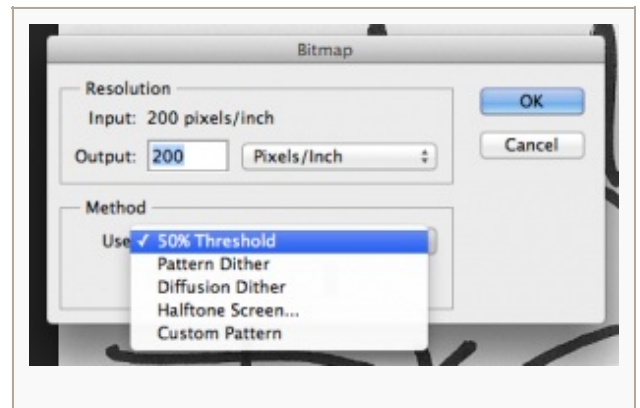 Bitmap
Resolution
Input: 200 pixels/inch
Output: 200 Pixels/Inch
OK
Cancel
Method
Use
✓ 50% Threshold
Pattern Dither
Diffusion Dither
Halftone Screen...
Custom Pattern